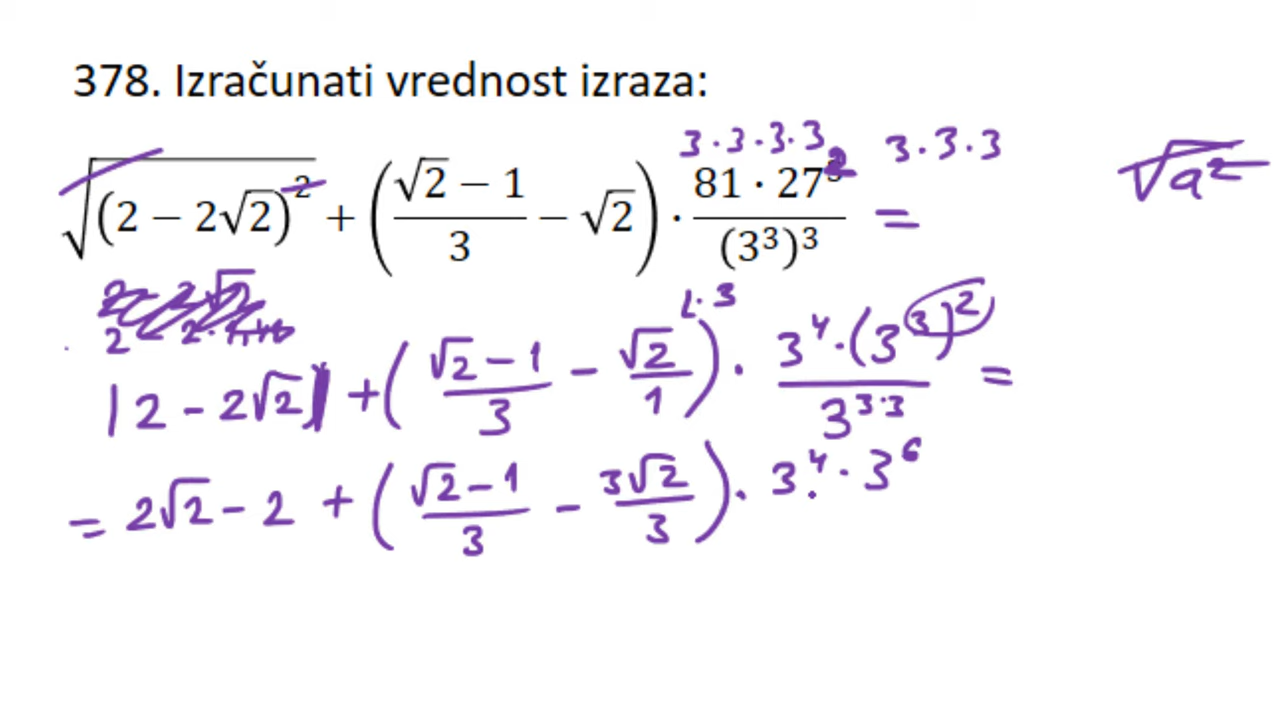 378. Izračunati vrednost izraza:
3·3·3·3 3·3·3
√(2 − 2√2)² + ((√2 − 1)/3 − √2) · (81 · 27²)/(3³)³ = √a²
|2 - 2√2| + ((√2 - 1)/3 - √2/1) · (3⁴ · (3³)²)/3³·³ =
= 2√2 - 2 + ((√2 - 1)/3 - 3√2/3) · 3⁴ · 3⁶